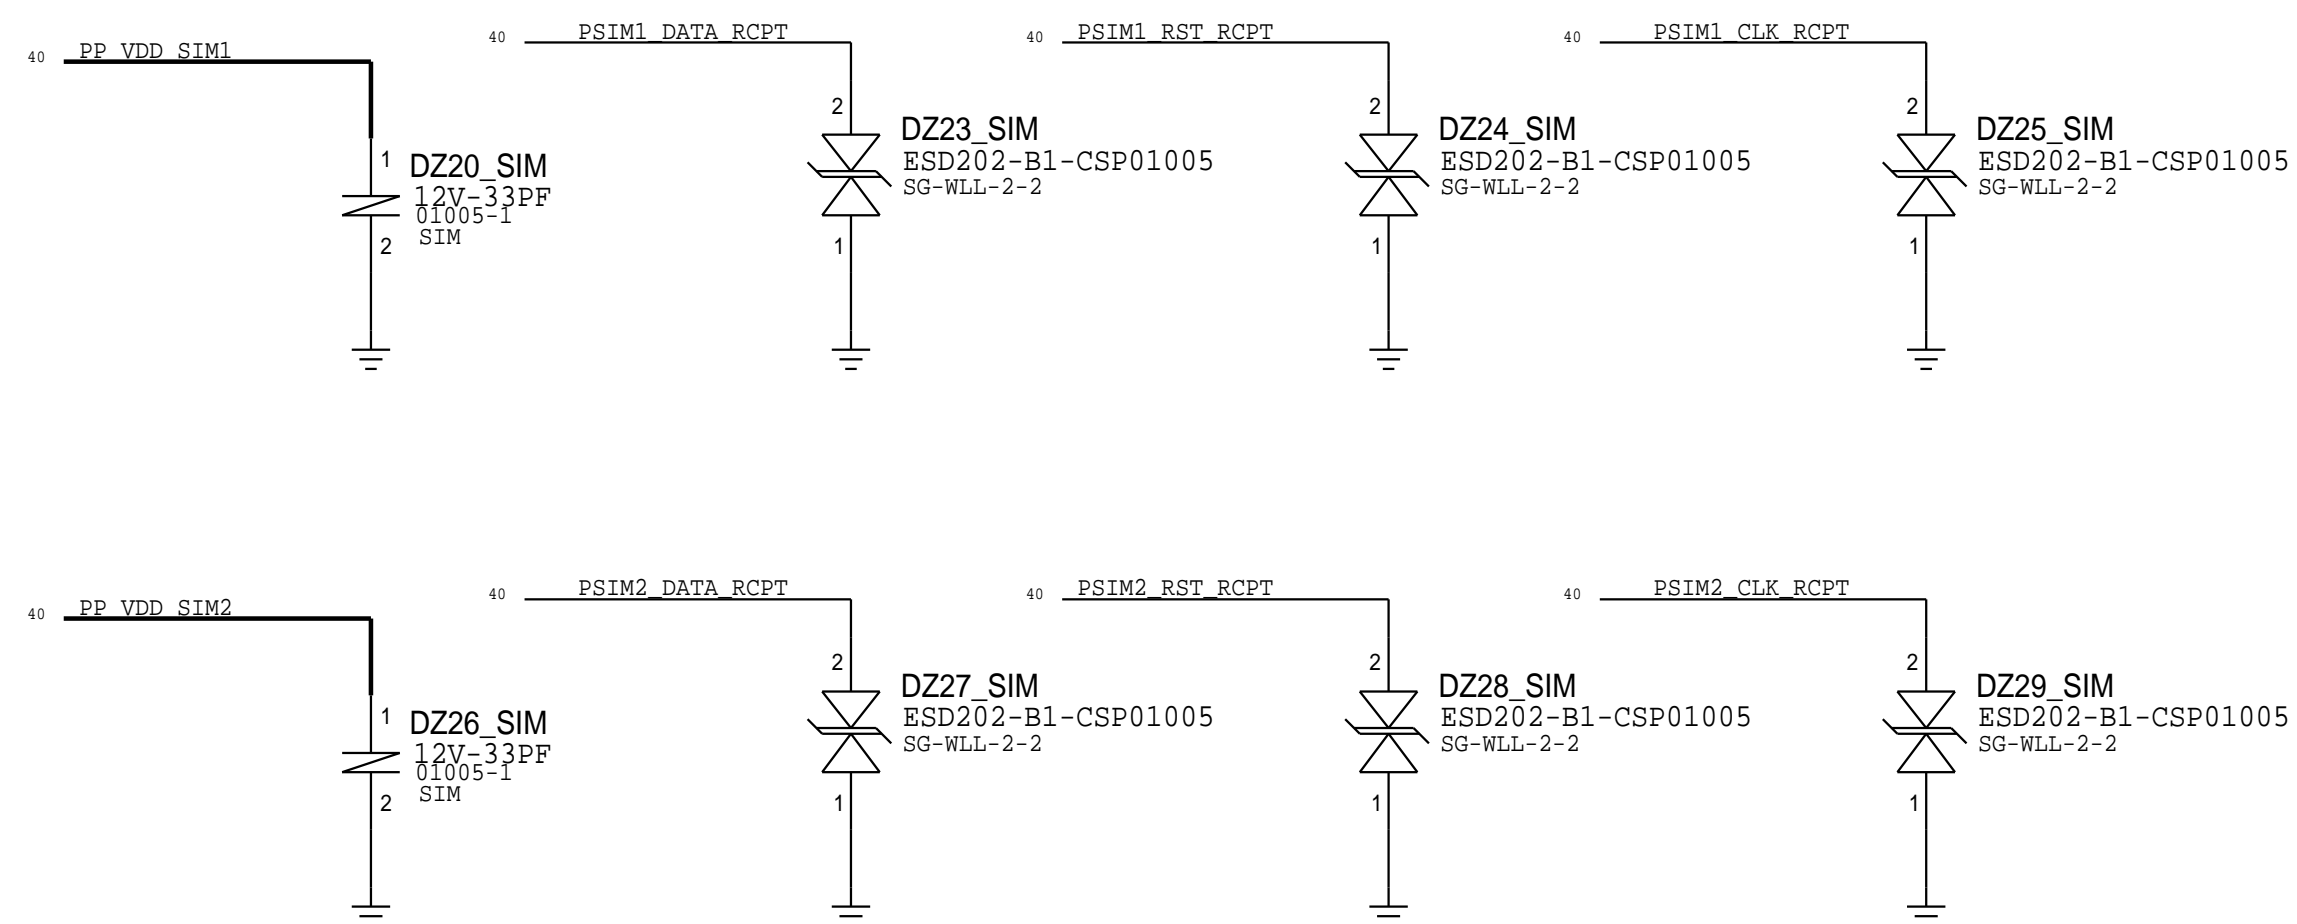 40 PP_VDD_SIM1
1
DZ20_SIM
12V-33PF
01005-1
SIM
2
40 PSIM1_DATA_RCPT
2
DZ23_SIM
ESD202-B1-CSP01005
SG-WLL-2-2
1
40 PSIM1_RST_RCPT
2
DZ24_SIM
ESD202-B1-CSP01005
SG-WLL-2-2
1
40 PSIM1_CLK_RCPT
2
DZ25_SIM
ESD202-B1-CSP01005
SG-WLL-2-2
1
40 PP_VDD_SIM2
1
DZ26_SIM
12V-33PF
01005-1
SIM
2
40 PSIM2_DATA_RCPT
2
DZ27_SIM
ESD202-B1-CSP01005
SG-WLL-2-2
1
40 PSIM2_RST_RCPT
2
DZ28_SIM
ESD202-B1-CSP01005
SG-WLL-2-2
1
40 PSIM2_CLK_RCPT
2
DZ29_SIM
ESD202-B1-CSP01005
SG-WLL-2-2
1